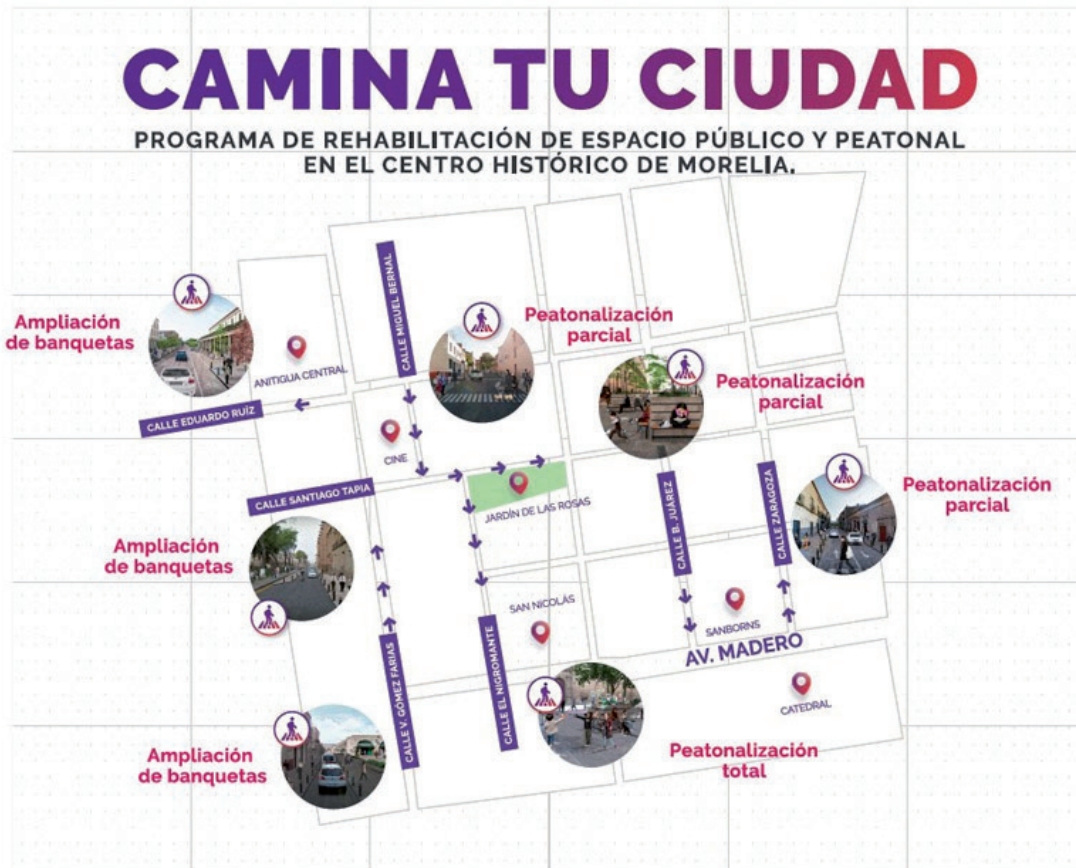 CAMINA TU CIUDAD
PROGRAMA DE REHABILITACIÓN DE ESPACIO PÚBLICO Y PEATONAL
EN EL CENTRO HISTÓRICO DE MORELIA.
Ampliación
de banquetas
ANITIGUA CENTRAL
CALLE MIGUEL BERNAL
Peatonalización
parcial
Peatonalización
parcial
CALLE EDUARDO RUÍZ
CINE
CALLE SANTIAGO TAPIA
JARDÍN DE LAS ROSAS
CALLE B. JUÁREZ
CALLE ZARAGOZA
Peatonalización
parcial
Ampliación
de banquetas
SAN NICOLÁS
SANBORNS
AV. MADERO
CALLE V. GÓMEZ FARIAS
CALLE EL NIGROMANTE
CATEDRAL
Ampliación
de banquetas
Peatonalización
total